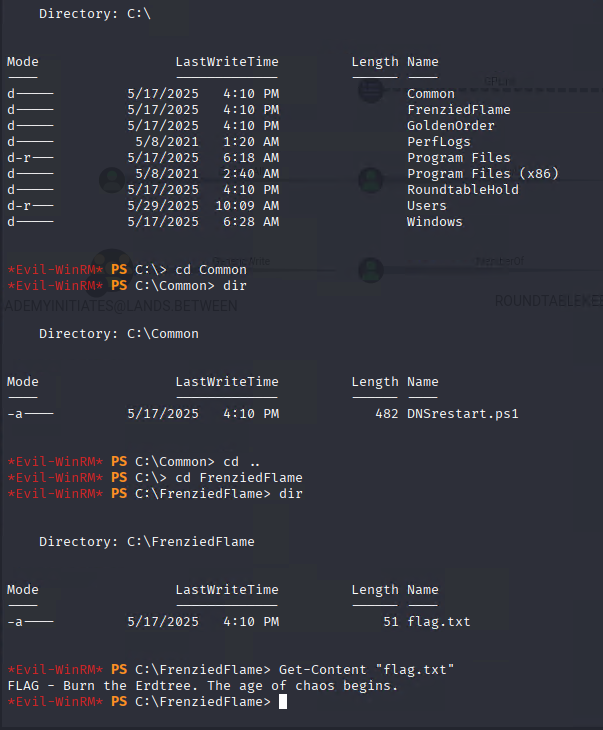 Directory: C:\
Mode LastWriteTime Length Name
---- ------------- ------ ----
d----- 5/17/2025 4:10 PM Common
d----- 5/17/2025 4:10 PM FrenziedFlame
d----- 5/17/2025 4:10 PM GoldenOrder
d----- 5/8/2021 1:20 AM PerfLogs
d-r--- 5/17/2025 6:18 AM Program Files
d----- 5/8/2021 2:40 AM Program Files (x86)
d----- 5/17/2025 4:10 PM RoundtableHold
d-r--- 5/29/2025 10:09 AM Users
d----- 5/17/2025 6:28 AM Windows
*Evil-WinRM* PS C:\> cd Common
*Evil-WinRM* PS C:\Common> dir
ADEMYINITIATES@LANDS.BETWEEN
ROUNDTABLEKEE
Directory: C:\Common
Mode LastWriteTime Length Name
---- ------------- ------ ----
-a---- 5/17/2025 4:10 PM 482 DNSrestart.ps1
*Evil-WinRM* PS C:\Common> cd ..
*Evil-WinRM* PS C:\> cd FrenziedFlame
*Evil-WinRM* PS C:\FrenziedFlame> dir
Directory: C:\FrenziedFlame
Mode LastWriteTime Length Name
---- ------------- ------ ----
-a---- 5/17/2025 4:10 PM 51 flag.txt
*Evil-WinRM* PS C:\FrenziedFlame> Get-Content "flag.txt"
FLAG - Burn the Erdtree. The age of chaos begins.
*Evil-WinRM* PS C:\FrenziedFlame>